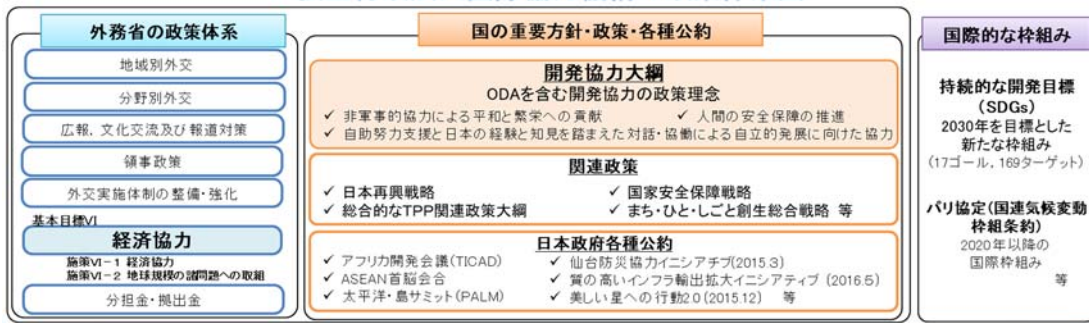 外務省の政策体系
地域別外交
分野別外交
広報，文化交流及び報道対策
領事政策
外交実施体制の整備・強化
基本目標VI
経済協力
施策VI－1 経済協力
施策VI－2 地球規模の諸問題への取組
分担金・拠出金
国の重要方針・政策・各種公約
開発協力大綱
ODAを含む開発協力の政策理念
✓ 非軍事的協力による平和と繁栄への貢献 ✓ 人間の安全保障の推進
✓ 自助努力支援と日本の経験と知見を踏まえた対話・協働による自立的発展に向けた協力
関連政策
✓ 日本再興戦略 ✓ 国家安全保障戦略
✓ 総合的なTPP関連政策大綱 ✓ まち・ひと・しごと創生総合戦略 等
日本政府各種公約
✓ アフリカ開発会議(TICAD) ✓ 仙台防災協力イニシアチブ(2015.3)
✓ ASEAN首脳会合 ✓ 質の高いインフラ輸出拡大イニシアティブ (2016.5)
✓ 太平洋・島サミット(PALM) ✓ 美しい星への行動2.0(2015.12) 等
国際的な枠組み
持続的な開発目標
(SDGs)
2030年を目標とした
新たな枠組み
(17ゴール，169ターゲット)
パリ協定(国連気候変動
枠組条約)
2020年以降の
国際枠組み
等